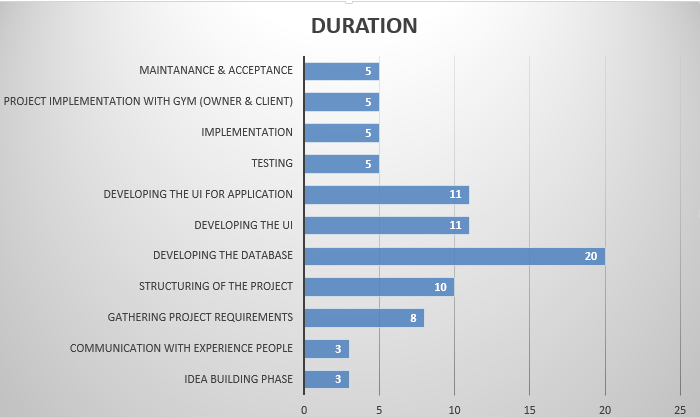 DURATION
MAINTANANCE & ACCEPTANCE 5
PROJECT IMPLEMENTATION WITH GYM (OWNER & CLIENT) 5
IMPLEMENTATION 5
TESTING 5
DEVELOPING THE UI FOR APPLICATION 11
DEVELOPING THE UI 11
DEVELOPING THE DATABASE 20
STRUCTURING OF THE PROJECT 10
GATHERING PROJECT REQUIREMENTS 8
COMMUNICATION WITH EXPERIENCE PEOPLE 3
IDEA BUILDING PHASE 3
0 5 10 15 20 25